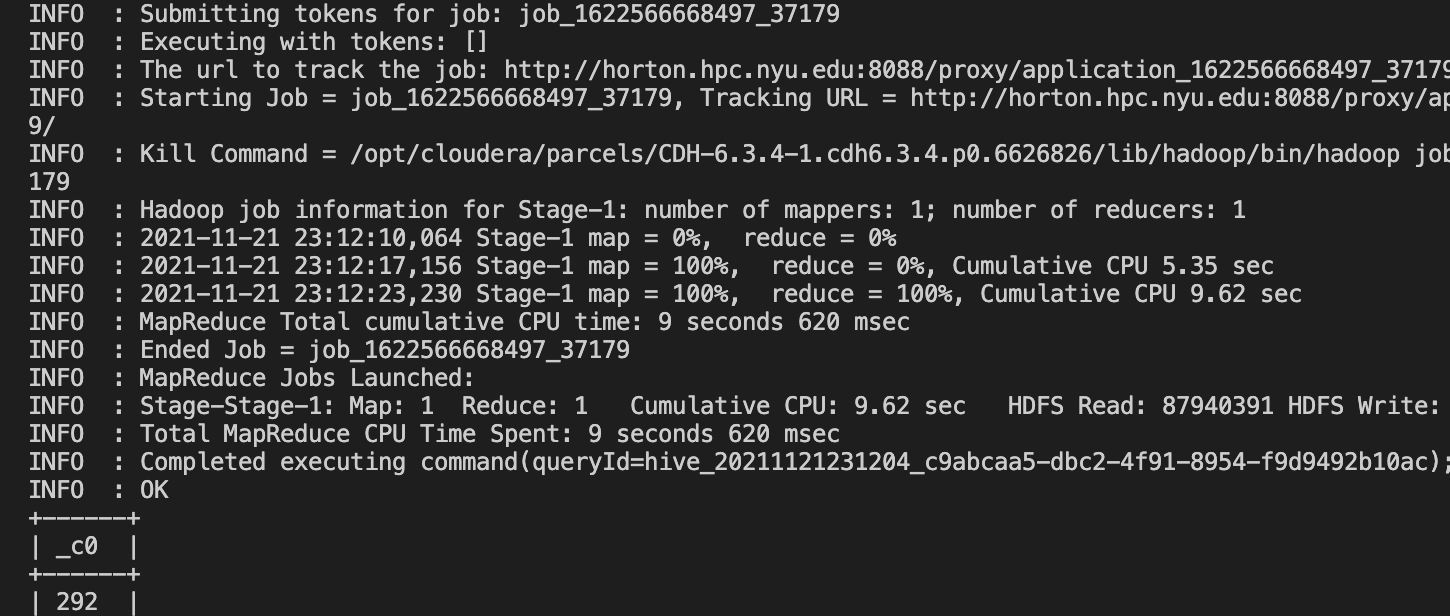 INFO  : Submitting tokens for job: job_1622566668497_37179
INFO  : Executing with tokens: []
INFO  : The url to track the job: http://horton.hpc.nyu.edu:8088/proxy/application_1622566668497_37179
INFO  : Starting Job = job_1622566668497_37179, Tracking URL = http://horton.hpc.nyu.edu:8088/proxy/ap
9/
INFO  : Kill Command = /opt/cloudera/parcels/CDH-6.3.4-1.cdh6.3.4.p0.6626826/lib/hadoop/bin/hadoop job
179
INFO  : Hadoop job information for Stage-1: number of mappers: 1; number of reducers: 1
INFO  : 2021-11-21 23:12:10,064 Stage-1 map = 0%,  reduce = 0%
INFO  : 2021-11-21 23:12:17,156 Stage-1 map = 100%,  reduce = 0%, Cumulative CPU 5.35 sec
INFO  : 2021-11-21 23:12:23,230 Stage-1 map = 100%,  reduce = 100%, Cumulative CPU 9.62 sec
INFO  : MapReduce Total cumulative CPU time: 9 seconds 620 msec
INFO  : Ended Job = job_1622566668497_37179
INFO  : MapReduce Jobs Launched:
INFO  : Stage-Stage-1: Map: 1  Reduce: 1   Cumulative CPU: 9.62 sec   HDFS Read: 87940391 HDFS Write:
INFO  : Total MapReduce CPU Time Spent: 9 seconds 620 msec
INFO  : Completed executing command(queryId=hive_20211121231204_c9abcaa5-dbc2-4f91-8954-f9d9492b10ac);
INFO  : OK
+------+
| _c0  |
+------+
| 292  |